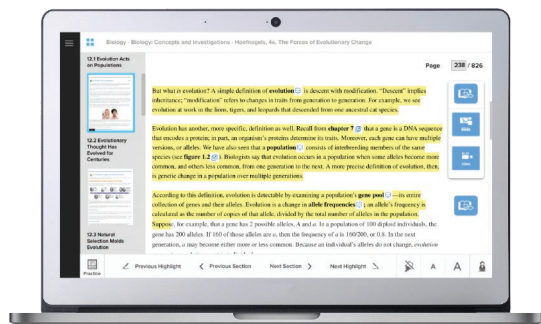 Biology - Biology: Concepts and Investigations - Hoefnagels, 4e, The Forces of Evolutionary Change
12.1 Evolution Acts
on Populations
Page 238 / 826
But what is evolution? A simple definition of evolution is descent with modification. "Descent" implies
inheritance; "modification" refers to changes in traits from generation to generation. For example, we see
evolution at work in the lions, tigers, and leopards that descended from one ancestral cat species.
12.2 Evolutionary
Thought Has
Evolved for
Centuries
Evolution has another, more specific, definition as well. Recall from chapter 7 that a gene is a DNA sequence
that encodes a protein; in part, an organism's proteins determine its traits. Moreover, each gene can have multiple
versions, or alleles. We have also seen that a population consists of interbreeding members of the same
species (see figure 1.2 ). Biologists say that evolution occurs in a population when some alleles become more
common, and others less common, from one generation to the next. A more precise definition of evolution, then,
is genetic change in a population over multiple generations.
Slide
According to this definition, evolution is detectable by examining a population's gene pool —its entire
collection of genes and their alleles. Evolution is a change in allele frequencies ; an allele's frequency is
calculated as the number of copies of that allele, divided by the total number of alleles in the population.
Suppose, for example, that a gene has 2 possible alleles, A and a. In a population of 100 diploid individuals, the
gene has 200 alleles. If 160 of those alleles are a, then the frequency of a is 160/200, or 0.8. In the next
generation, a may become either more or less common. Because an individual's alleles do not change, evolution
12.3 Natural
Selection Molds
Evolution
Practice
Previous Highlight
Previous Section
Next Section
Next Highlight
A
A